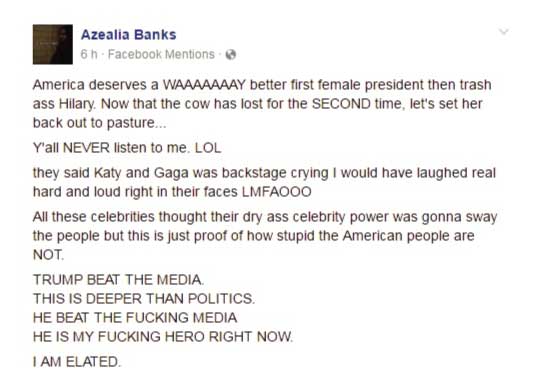 Azealia Banks
6 h · Facebook Mentions ·
America deserves a WAAAAAAAY better first female president then trash
ass Hilary. Now that the cow has lost for the SECOND time, let's set her
back out to pasture...
Y'all NEVER listen to me. LOL
they said Katy and Gaga was backstage crying I would have laughed real
hard and loud right in their faces LMFAOOO
All these celebrities thought their dry ass celebrity power was gonna sway
the people but this is just proof of how stupid the American people are
NOT.
TRUMP BEAT THE MEDIA.
THIS IS DEEPER THAN POLITICS.
HE BEAT THE FUCKING MEDIA
HE IS MY FUCKING HERO RIGHT NOW.
I AM ELATED.